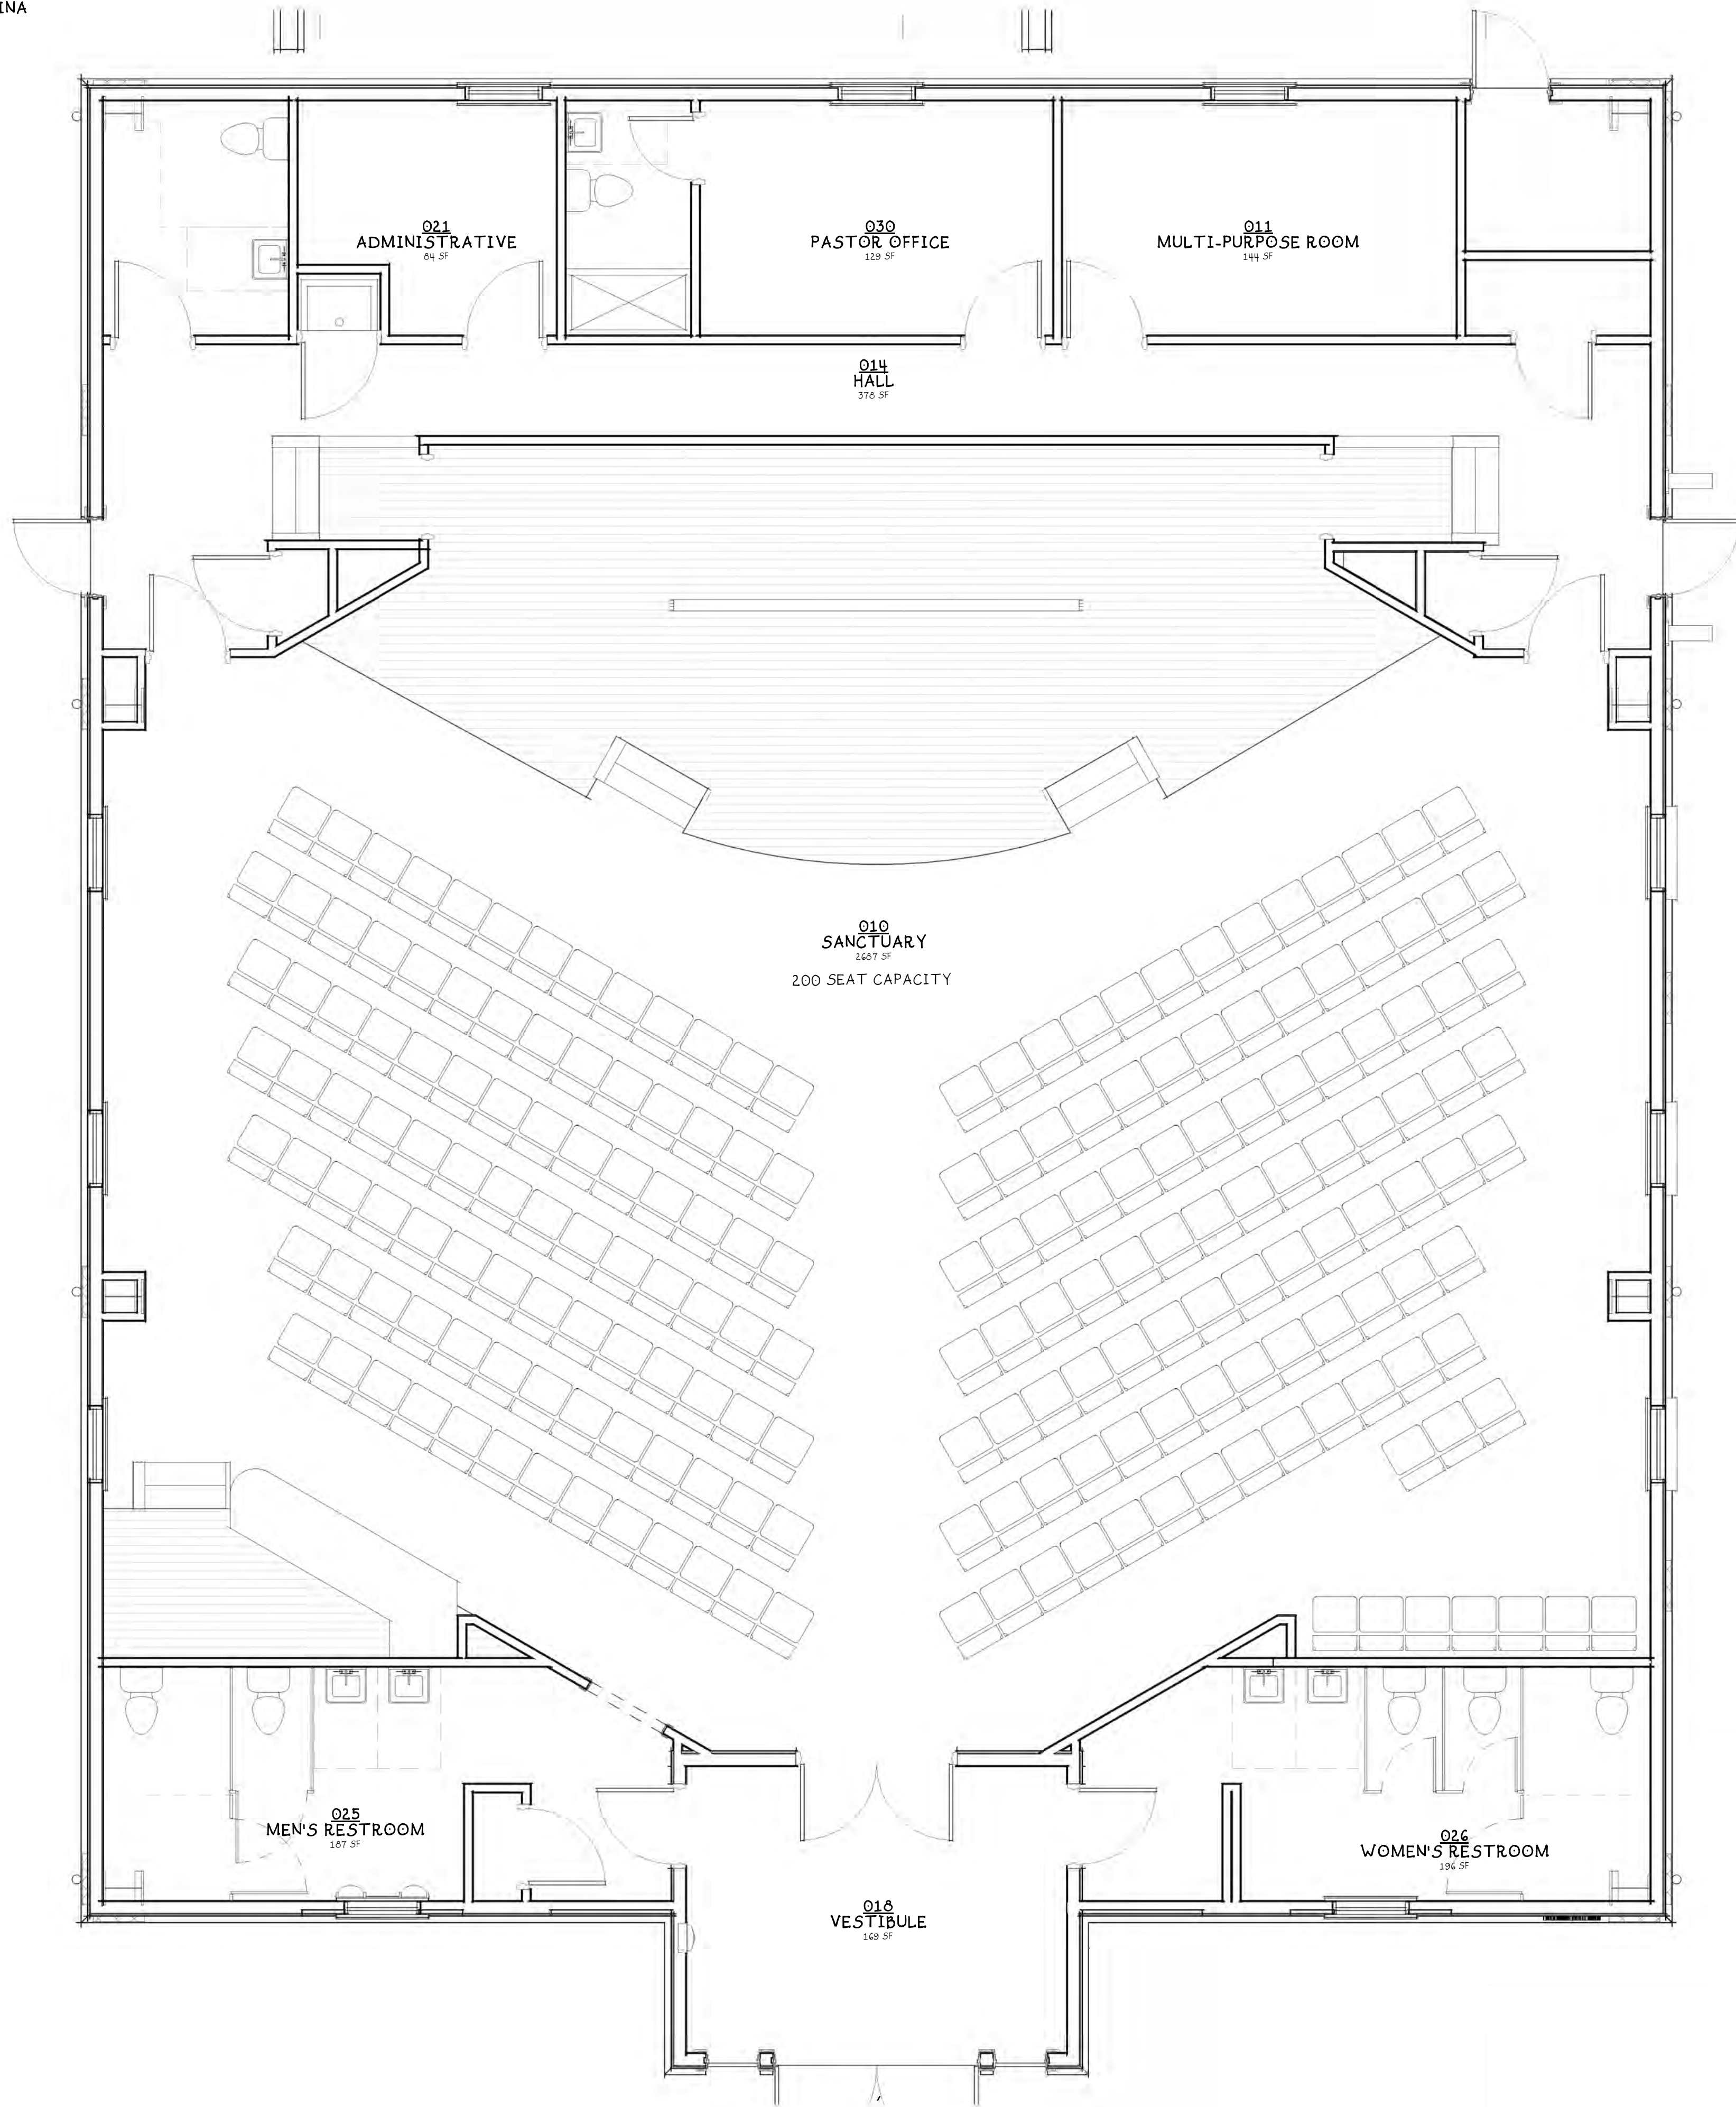 INA
021
ADMINISTRATIVE
84 SF
030
PASTOR OFFICE
129 SF
011
MULTI-PURPOSE ROOM
144 SF
014
HALL
378 SF
010
SANCTUARY
2687 SF
200 SEAT CAPACITY
025
MEN'S RESTROOM
187 SF
026
WOMEN'S RESTROOM
196 SF
018
VESTIBULE
169 SF